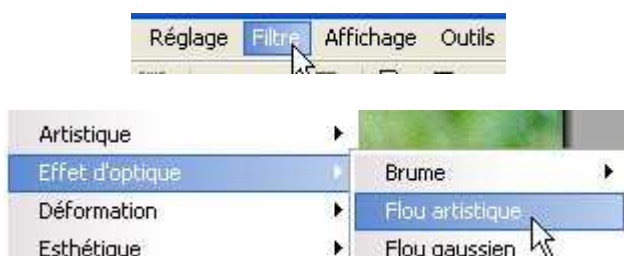 Réglage Filtre Affichage Outils
Artistique
Effet d'optique
Brume
Déformation
Flou artistique
Esthétique
Flou gaussien